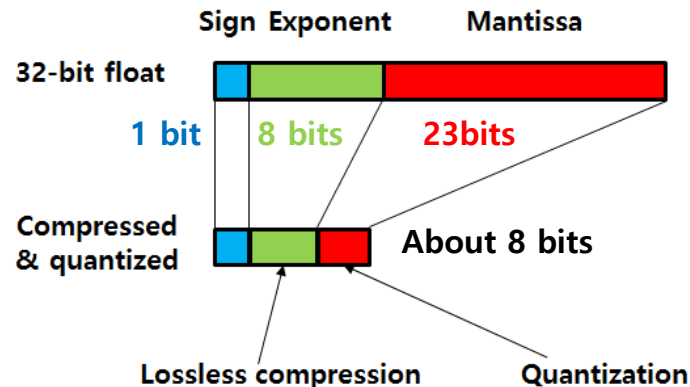 Sign Exponent Mantissa
32-bit float
1 bit 8 bits 23bits
Compressed
& quantized
About 8 bits
Lossless compression Quantization